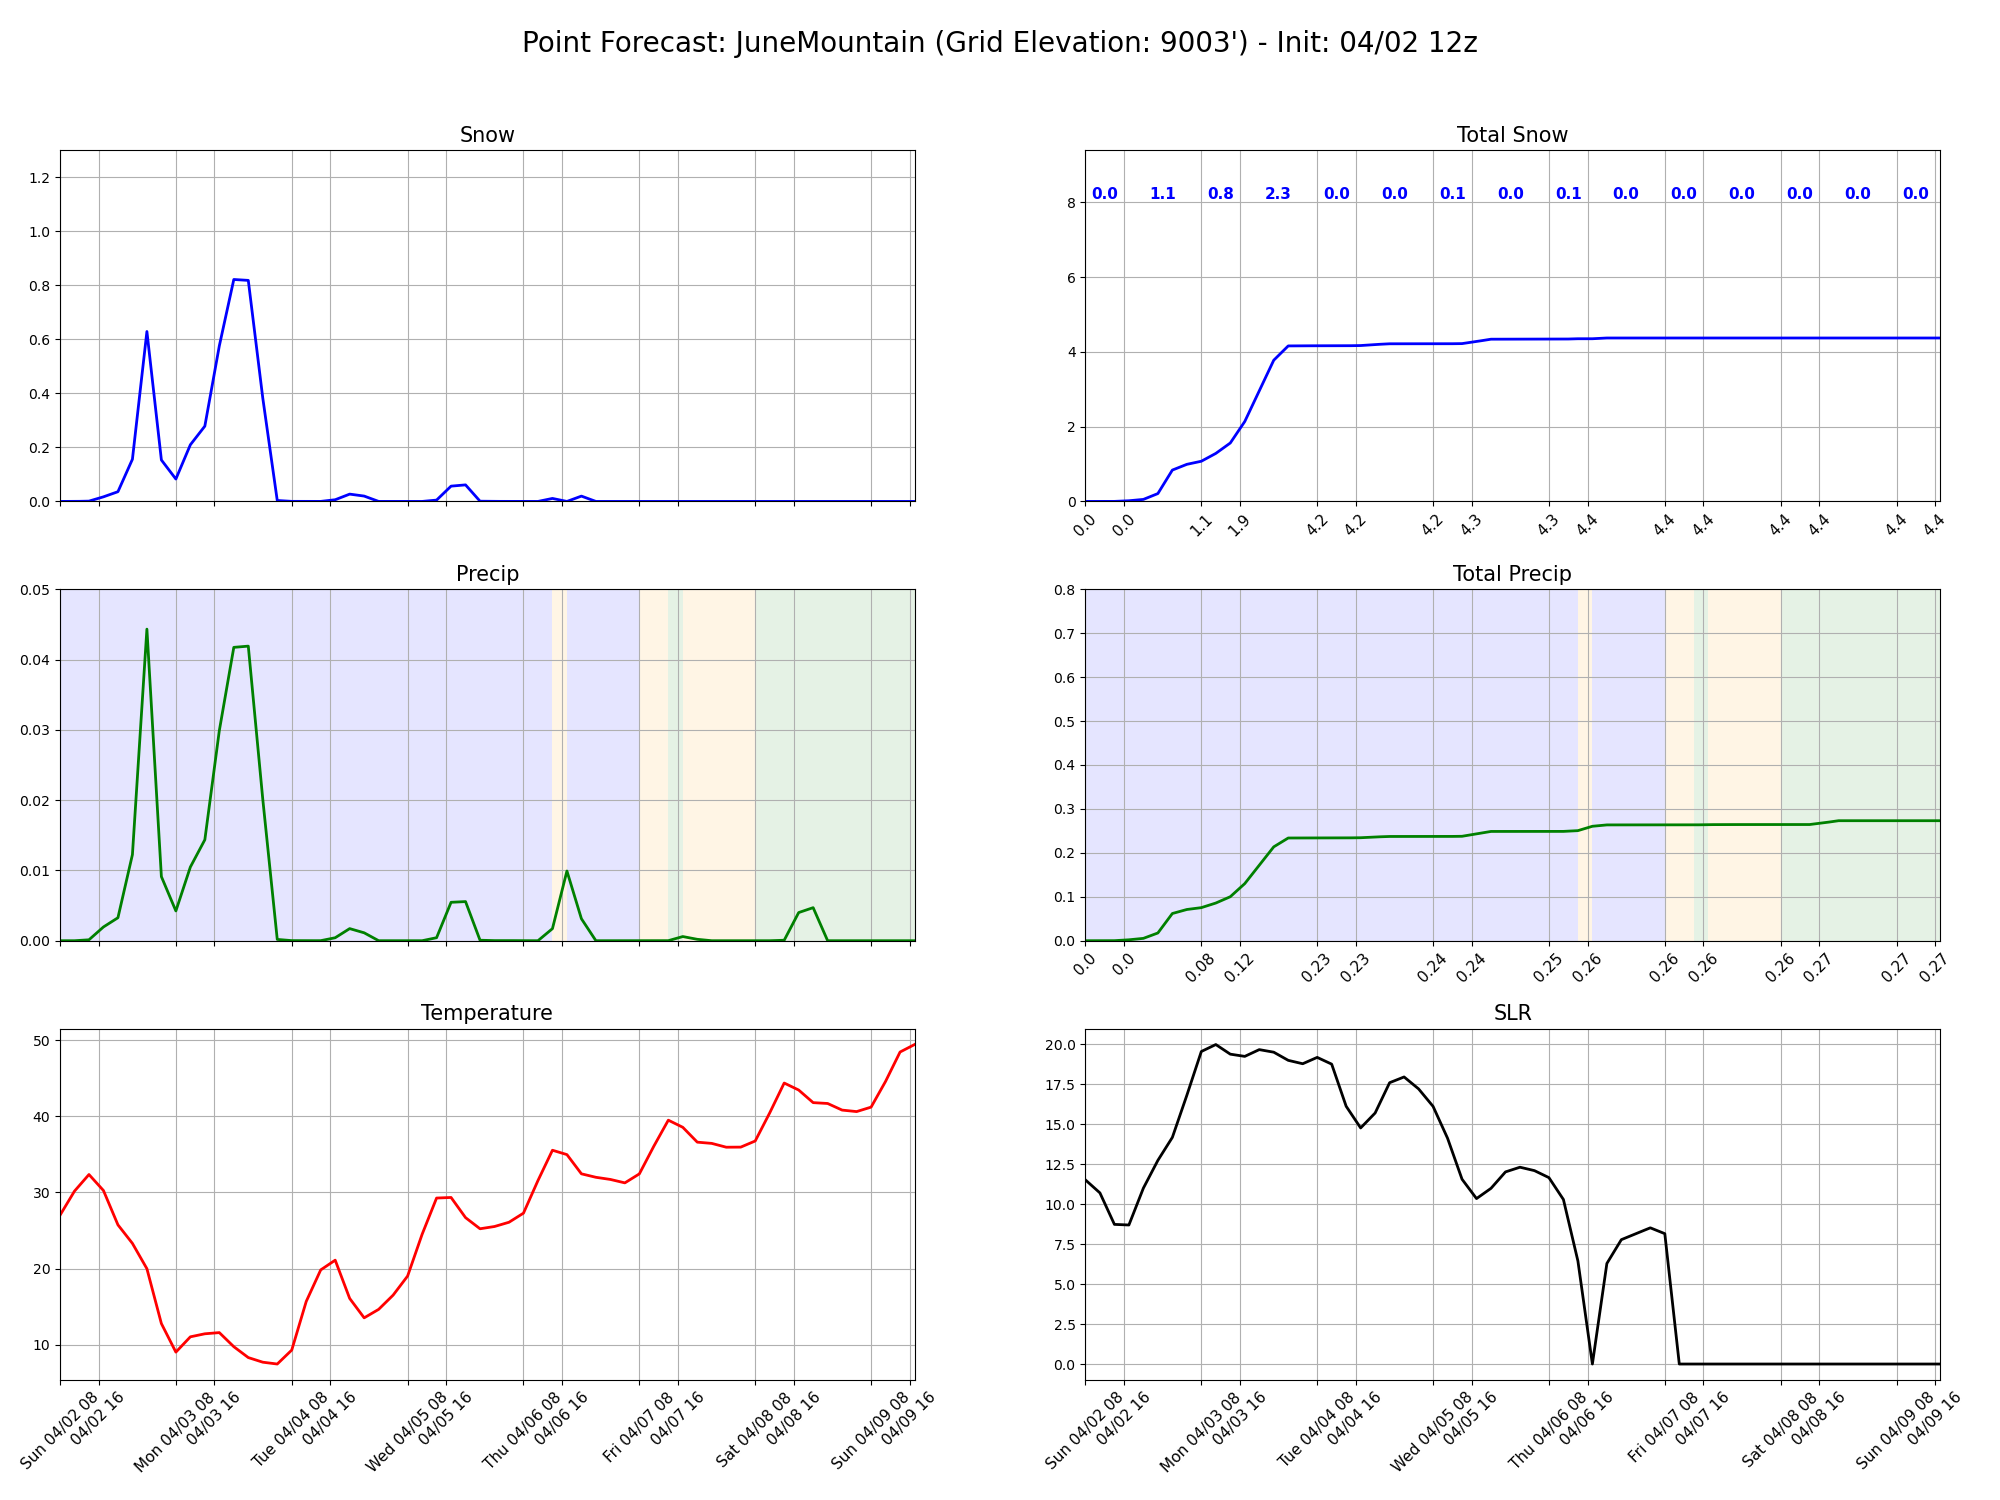 Point Forecast: JuneMountain (Grid Elevation: 9003') - Init: 04/02 12z
Snow
1.2
1.0
0.8
0.6
0.4
0.2
0.0
Total Snow
0.0 1.1 0.8 2.3 0.0 0.0 0.1 0.0 0.1 0.0 0.0 0.0 0.0 0.0 0.0
8
6
4
2
0
0.0 0.0 1.1 1.9 4.2 4.2 4.2 4.3 4.3 4.4 4.4 4.4 4.4 4.4 4.4 4.4
Precip
0.05
0.04
0.03
0.02
0.01
0.00
Total Precip
0.8
0.7
0.6
0.5
0.4
0.3
0.2
0.1
0.0
0.0 0.0 0.08 0.12 0.23 0.23 0.24 0.24 0.25 0.26 0.26 0.26 0.26 0.27 0.27 0.27
Temperature
50
40
30
20
10
Sun 04/02 08
04/02 16
Mon 04/03 08
04/03 16
Tue 04/04 08
04/04 16
Wed 04/05 08
04/05 16
Thu 04/06 08
04/06 16
Fri 04/07 08
04/07 16
Sat 04/08 08
04/08 16
Sun 04/09 08
04/09 16
SLR
20.0
17.5
15.0
12.5
10.0
7.5
5.0
2.5
0.0
Sun 04/02 08
04/02 16
Mon 04/03 08
04/03 16
Tue 04/04 08
04/04 16
Wed 04/05 08
04/05 16
Thu 04/06 08
04/06 16
Fri 04/07 08
04/07 16
Sat 04/08 08
04/08 16
Sun 04/09 08
04/09 16